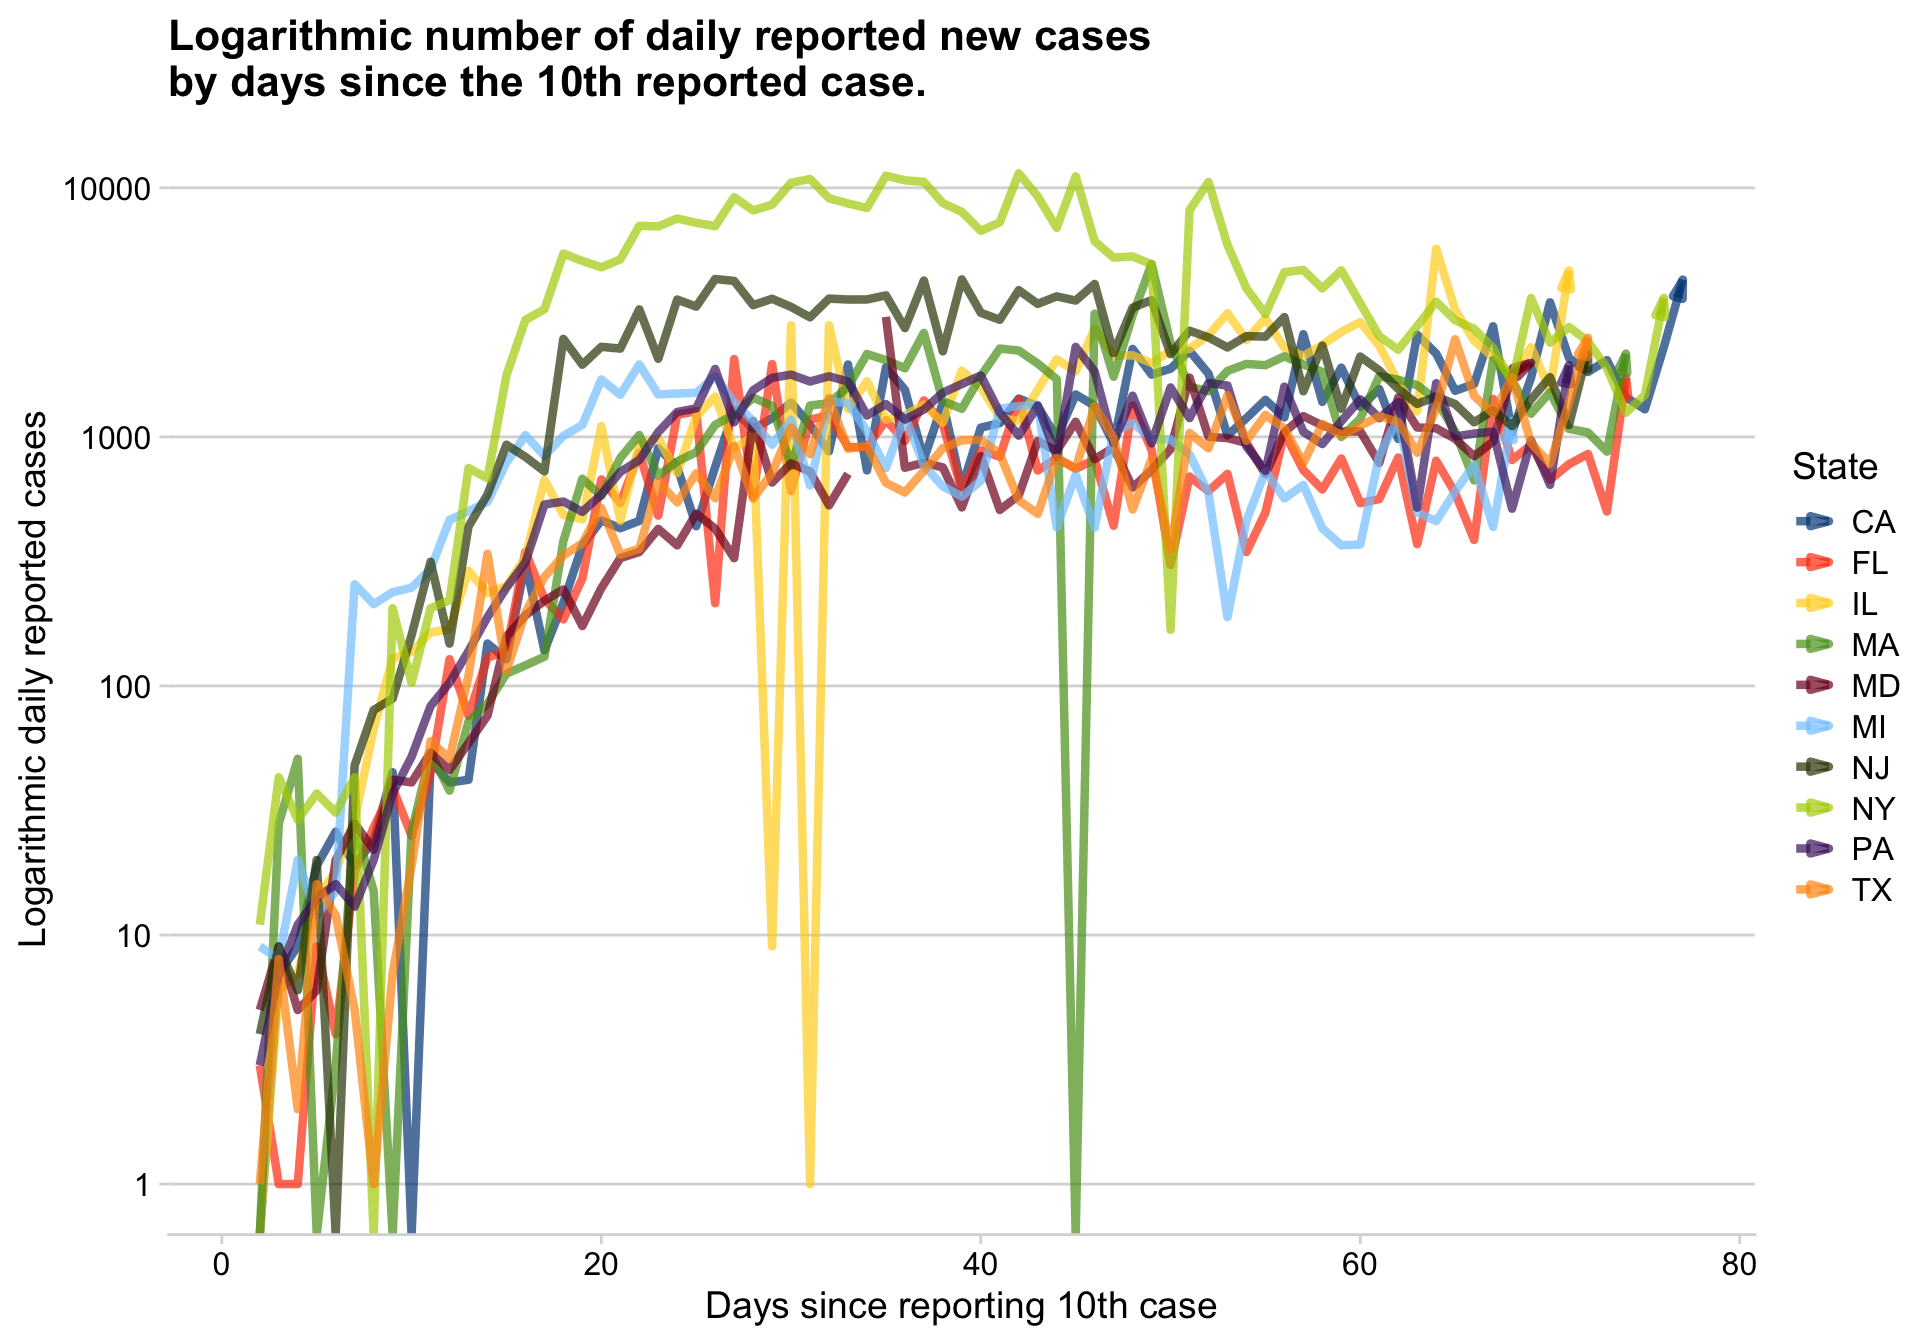 Logarithmic number of daily reported new cases
by days since the 10th reported case.
10000
1000
100
10
1
Logarithmic daily reported cases
0
20
40
60
80
Days since reporting 10th case
State
CA
FL
IL
MA
MD
MI
NJ
NY
PA
TX